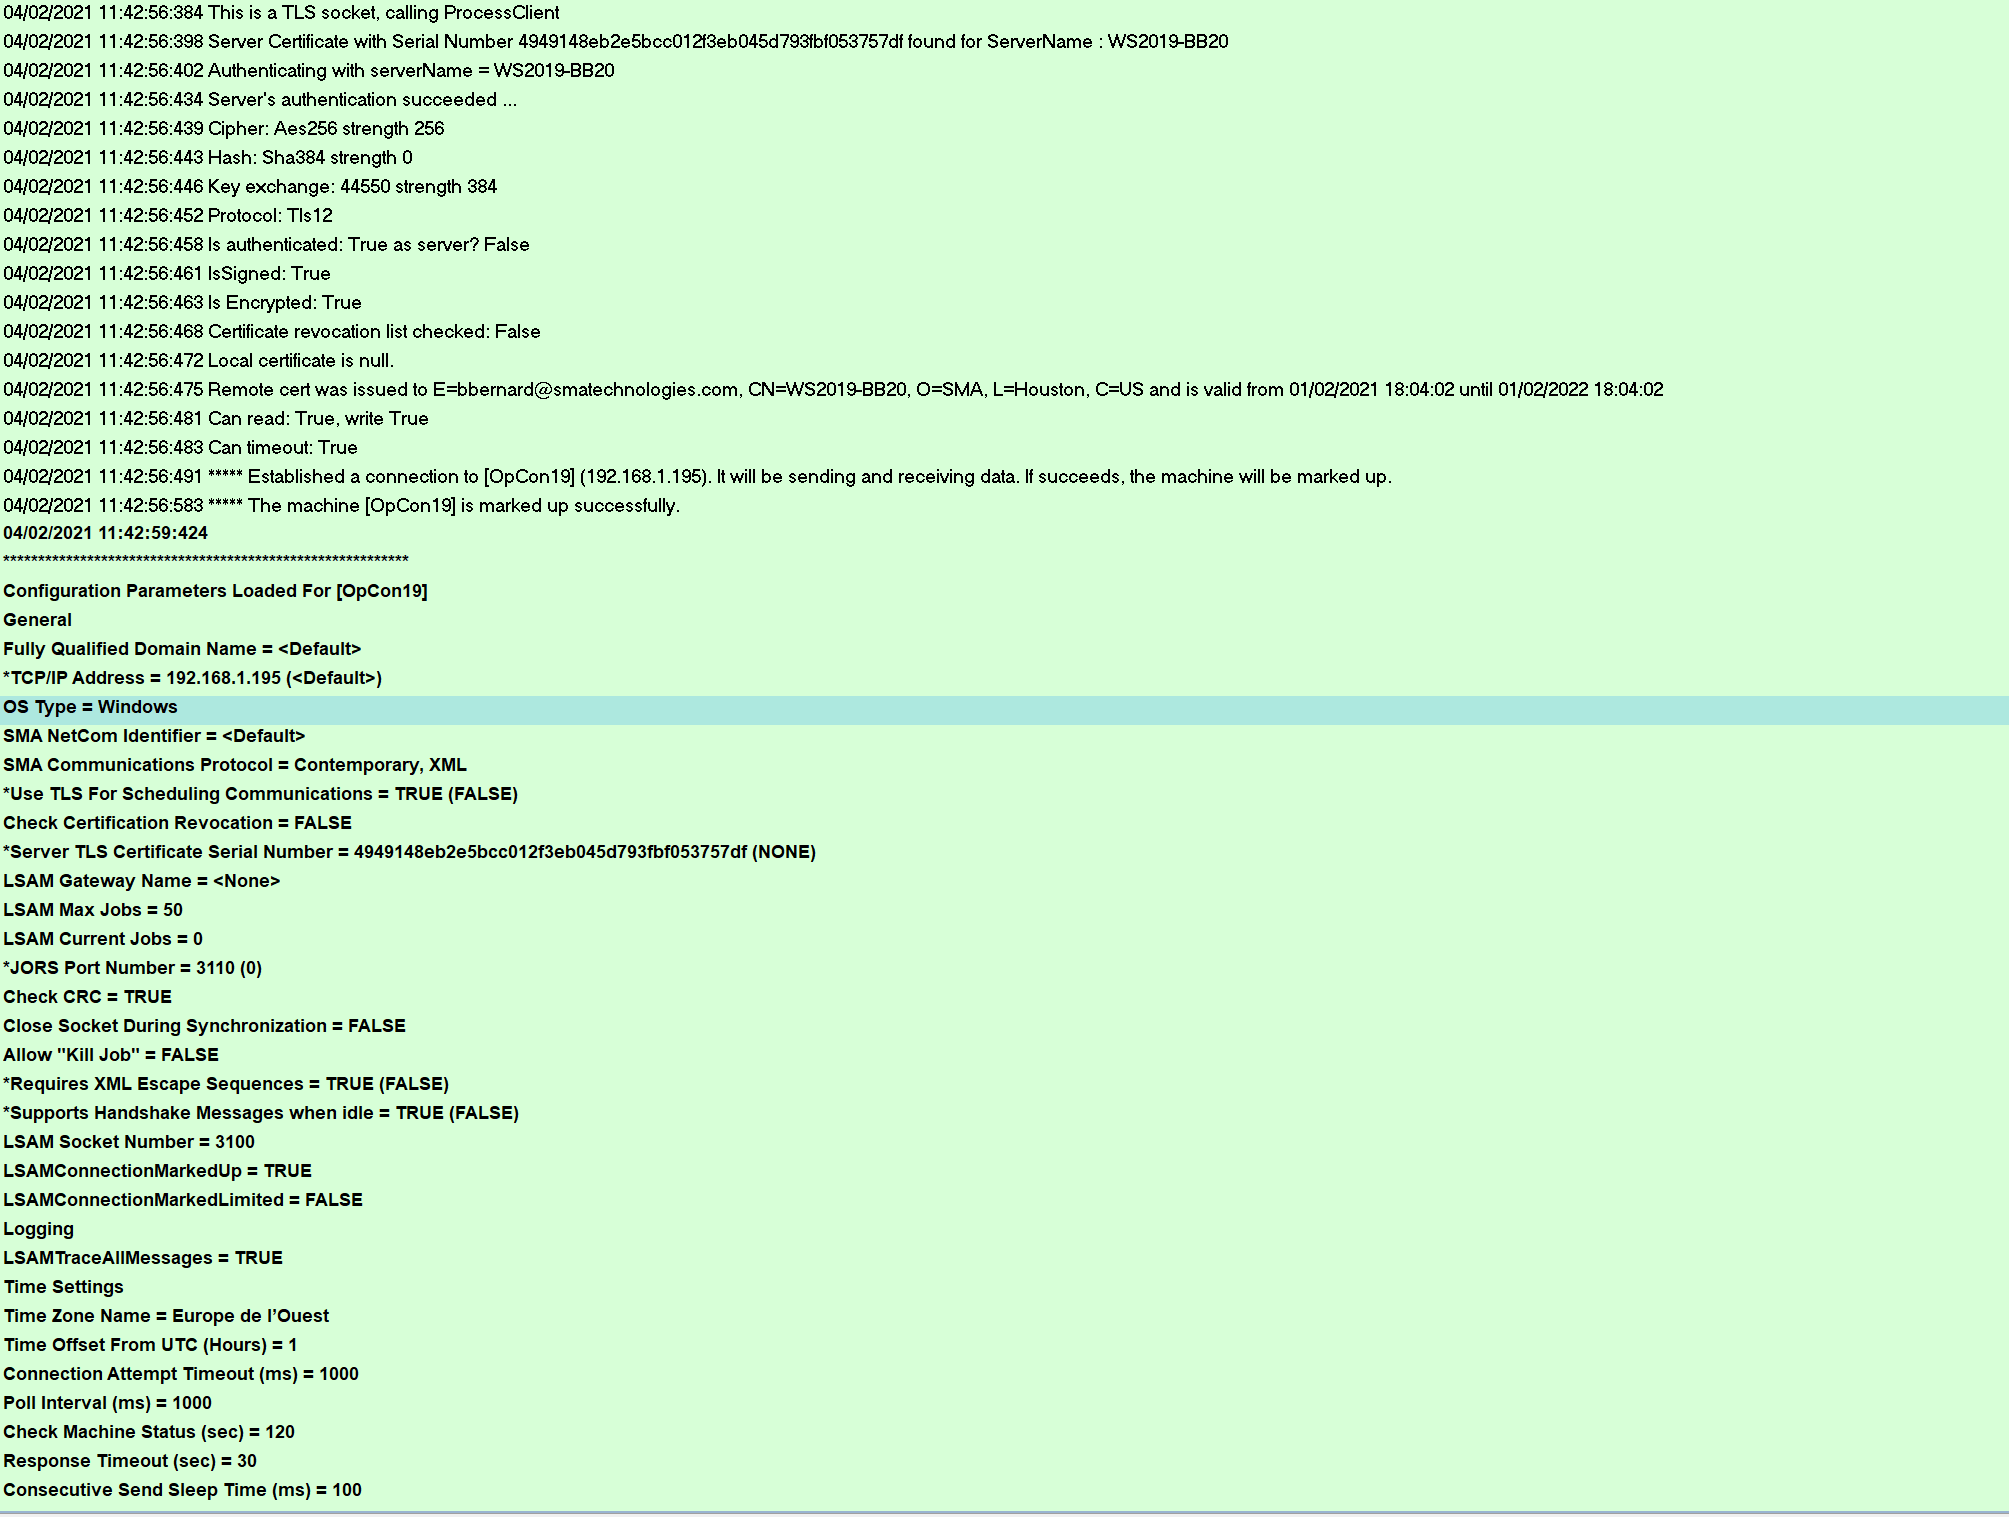 04/02/2021 11:42:56:384 This is a TLS socket, calling ProcessClient
04/02/2021 11:42:56:398 Server Certificate with Serial Number 4949148eb2e5bcc012f3eb045d793fbf053757df found for ServerName : WS2019-BB20
04/02/2021 11:42:56:402 Authenticating with serverName = WS2019-BB20
04/02/2021 11:42:56:434 Server's authentication succeeded ...
04/02/2021 11:42:56:439 Cipher: Aes256 strength 256
04/02/2021 11:42:56:443 Hash: Sha384 strength 0
04/02/2021 11:42:56:446 Key exchange: 44550 strength 384
04/02/2021 11:42:56:452 Protocol: Tls12
04/02/2021 11:42:56:458 Is authenticated: True as server? False
04/02/2021 11:42:56:461 IsSigned: True
04/02/2021 11:42:56:463 Is Encrypted: True
04/02/2021 11:42:56:468 Certificate revocation list checked: False
04/02/2021 11:42:56:472 Local certificate is null.
04/02/2021 11:42:56:475 Remote cert was issued to E=bbernard@smatechnologies.com, CN=WS2019-BB20, O=SMA, L=Houston, C=US and is valid from 01/02/2021 18:04:02 until 01/02/2022 18:04:02
04/02/2021 11:42:56:481 Can read: True, write True
04/02/2021 11:42:56:483 Can timeout: True
04/02/2021 11:42:56:491 ***** Established a connection to [OpCon19] (192.168.1.195). It will be sending and receiving data. If succeeds, the machine will be marked up.
04/02/2021 11:42:56:583 ***** The machine [OpCon19] is marked up successfully.
04/02/2021 11:42:59:424
**********************************************************
Configuration Parameters Loaded For [OpCon19]
General
Fully Qualified Domain Name = <Default>
*TCP/IP Address = 192.168.1.195 (<Default>)
OS Type = Windows
SMA NetCom Identifier = <Default>
SMA Communications Protocol = Contemporary, XML
*Use TLS For Scheduling Communications = TRUE (FALSE)
Check Certification Revocation = FALSE
*Server TLS Certificate Serial Number = 4949148eb2e5bcc012f3eb045d793fbf053757df (NONE)
LSAM Gateway Name = <None>
LSAM Max Jobs = 50
LSAM Current Jobs = 0
*JORS Port Number = 3110 (0)
Check CRC = TRUE
Close Socket During Synchronization = FALSE
Allow "Kill Job" = FALSE
*Requires XML Escape Sequences = TRUE (FALSE)
*Supports Handshake Messages when idle = TRUE (FALSE)
LSAM Socket Number = 3100
LSAMConnectionMarkedUp = TRUE
LSAMConnectionMarkedLimited = FALSE
Logging
LSAMTraceAllMessages = TRUE
Time Settings
Time Zone Name = Europe de l’Ouest
Time Offset From UTC (Hours) = 1
Connection Attempt Timeout (ms) = 1000
Poll Interval (ms) = 1000
Check Machine Status (sec) = 120
Response Timeout (sec) = 30
Consecutive Send Sleep Time (ms) = 100